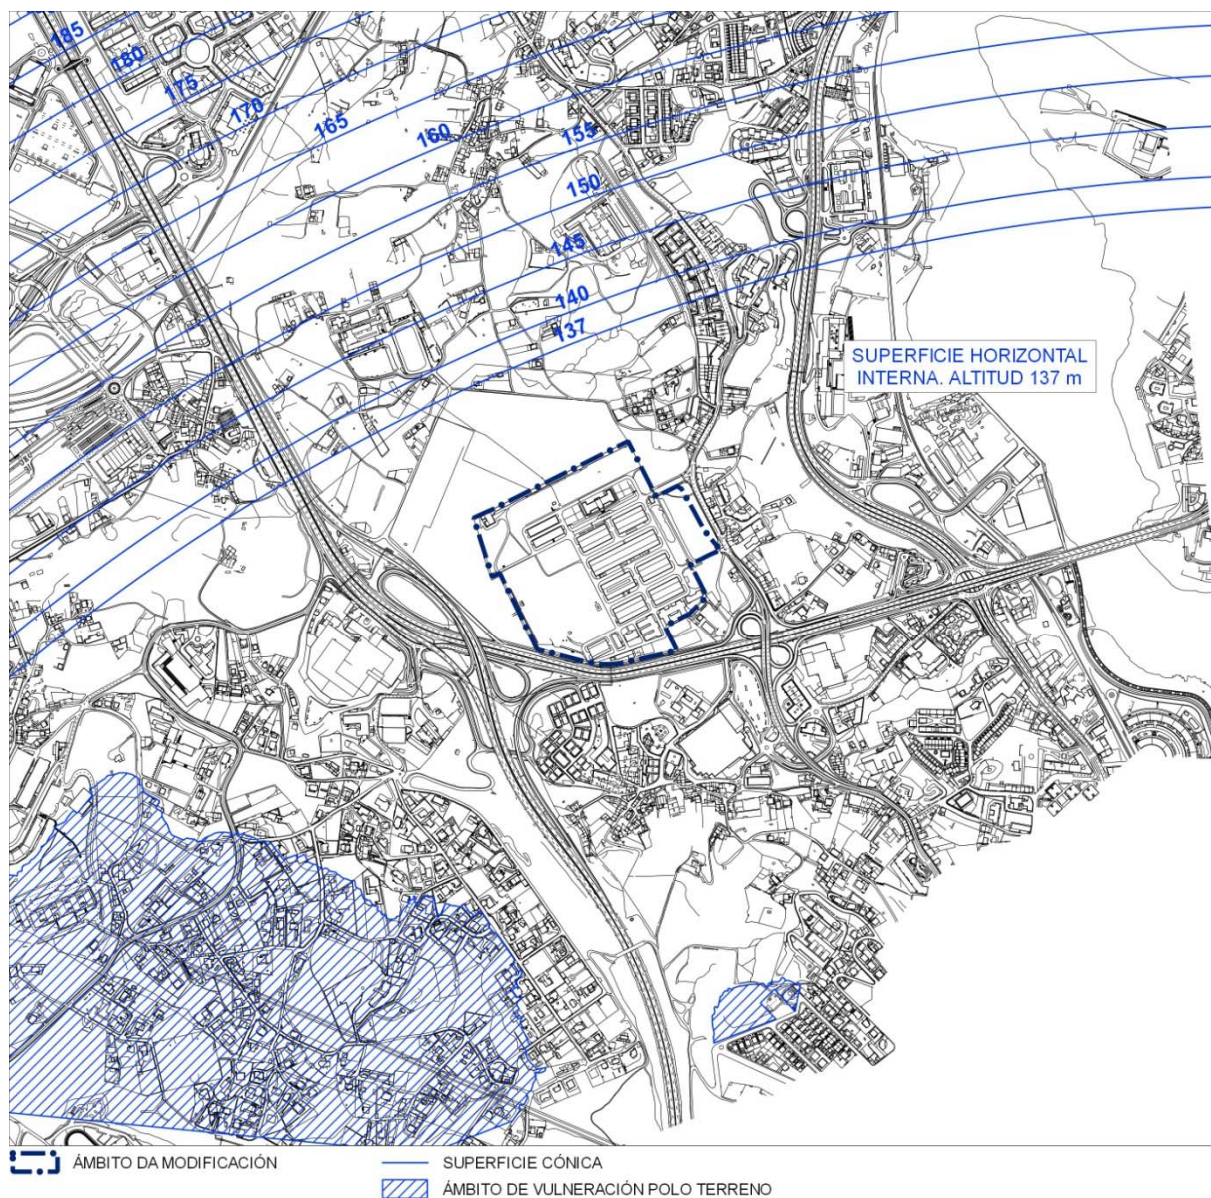 185
180
175
170
165
160
155
150
145
140
137
SUPERFICIE HORIZONTAL
INTERNA. ALTITUD 137 m
ÁMBITO DA MODIFICACIÓN
SUPERFICIE CÓNICA
ÁMBITO DE VULNERACIÓN POLO TERRENO